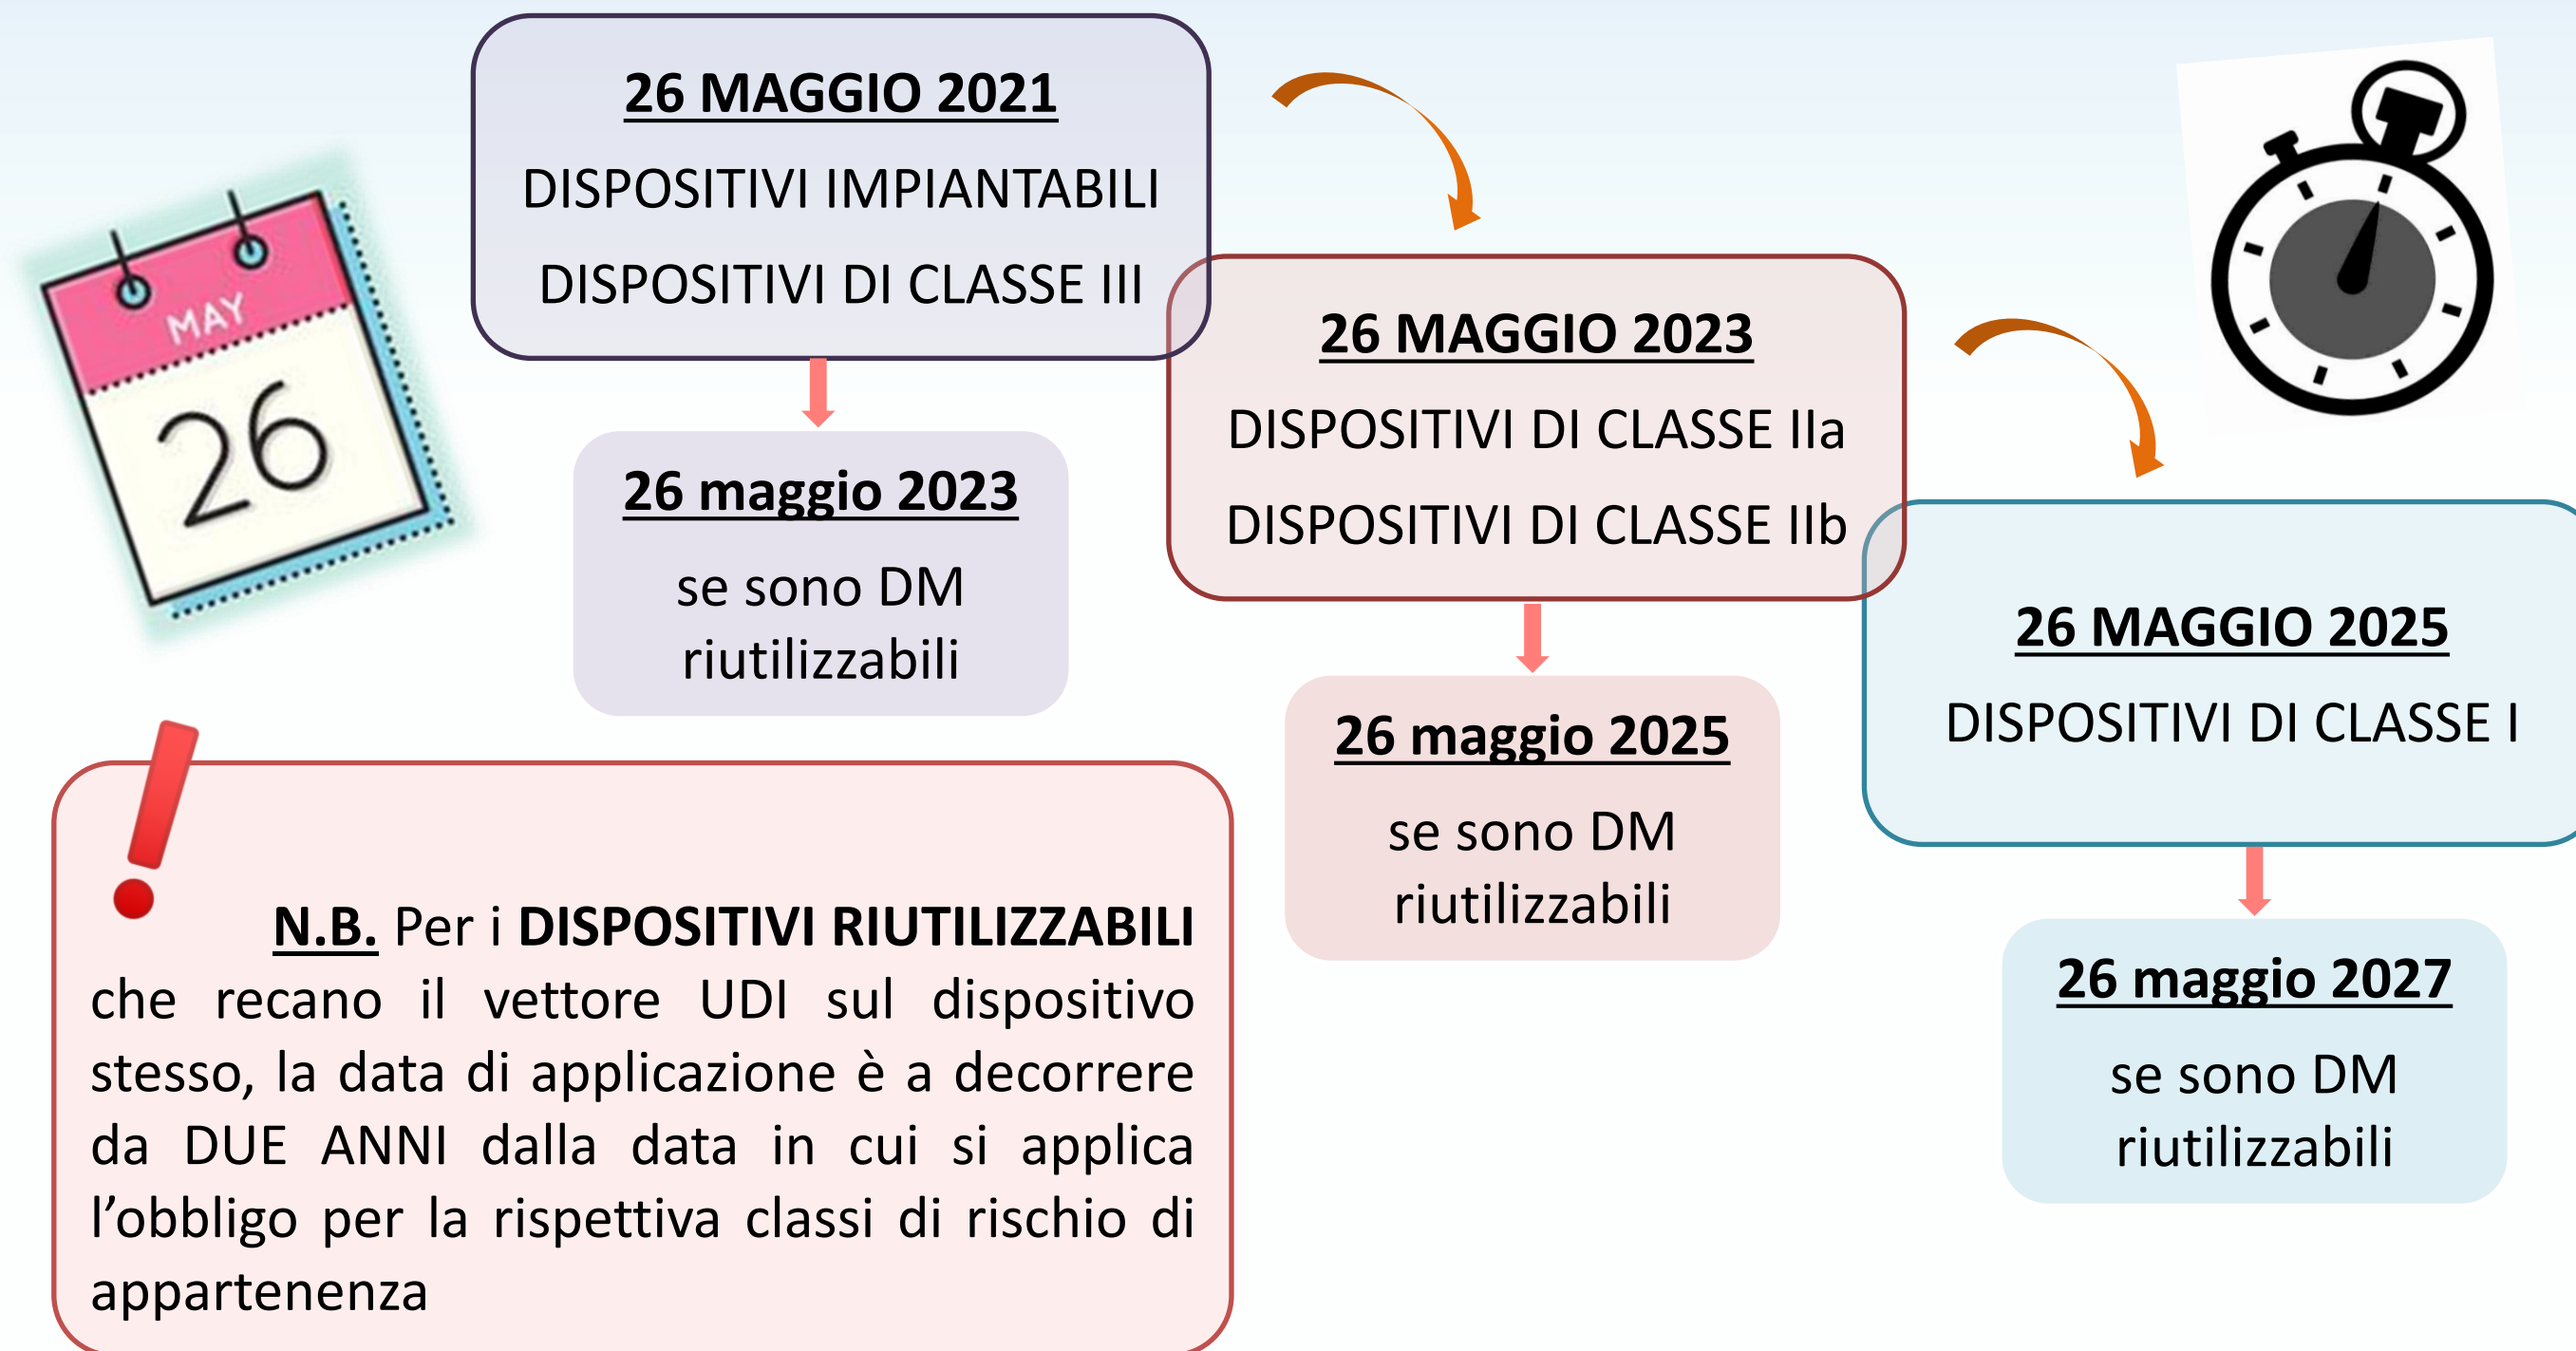 26 MAGGIO 2021
DISPOSITIVI IMPIANTABILI
DISPOSITIVI DI CLASSE III
MAY
26
26 MAGGIO 2023
DISPOSITIVI DI CLASSE IIa
DISPOSITIVI DI CLASSE IIb
26 maggio 2023
se sono DM
riutilizzabili
26 MAGGIO 2025
DISPOSITIVI DI CLASSE I
26 maggio 2025
se sono DM
riutilizzabili
26 maggio 2027
se sono DM
riutilizzabili
N.B. Per i DISPOSITIVI RIUTILIZZABILI
che recano il vettore UDI sul dispositivo
stesso, la data di applicazione è a decorrere
da DUE ANNI dalla data in cui si applica
l’obbligo per la rispettiva classi di rischio di
appartenenza